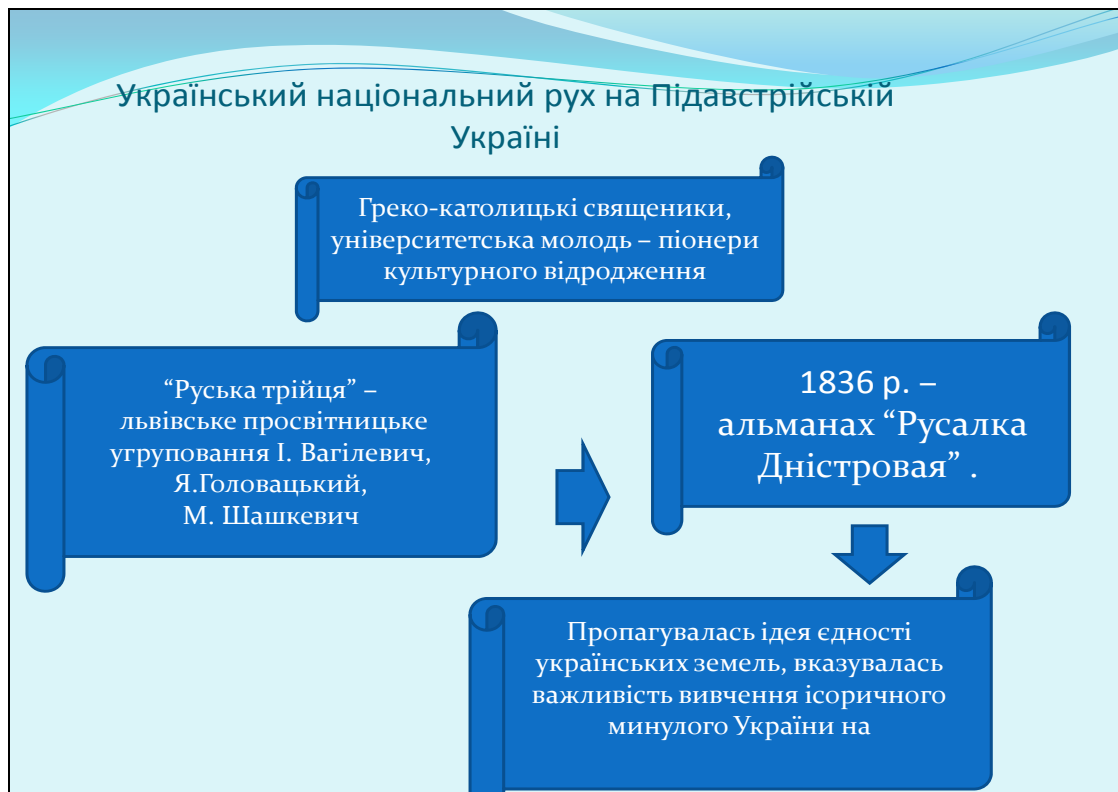 Український національний рух на Підавстрійській
Україні
Греко-католицькі священики,
університетська молодь – піонери
культурного відродження
“Руська трійця” –
львівське просвітницьке
угруповання І. Вагілевич,
Я.Головацький,
М. Шашкевич
1836 р. –
альманах “Русалка
Дністровая” .
Пропагувалась ідея єдності
українських земель, вказувалась
важливість вивчення ісоричного
минулого України на